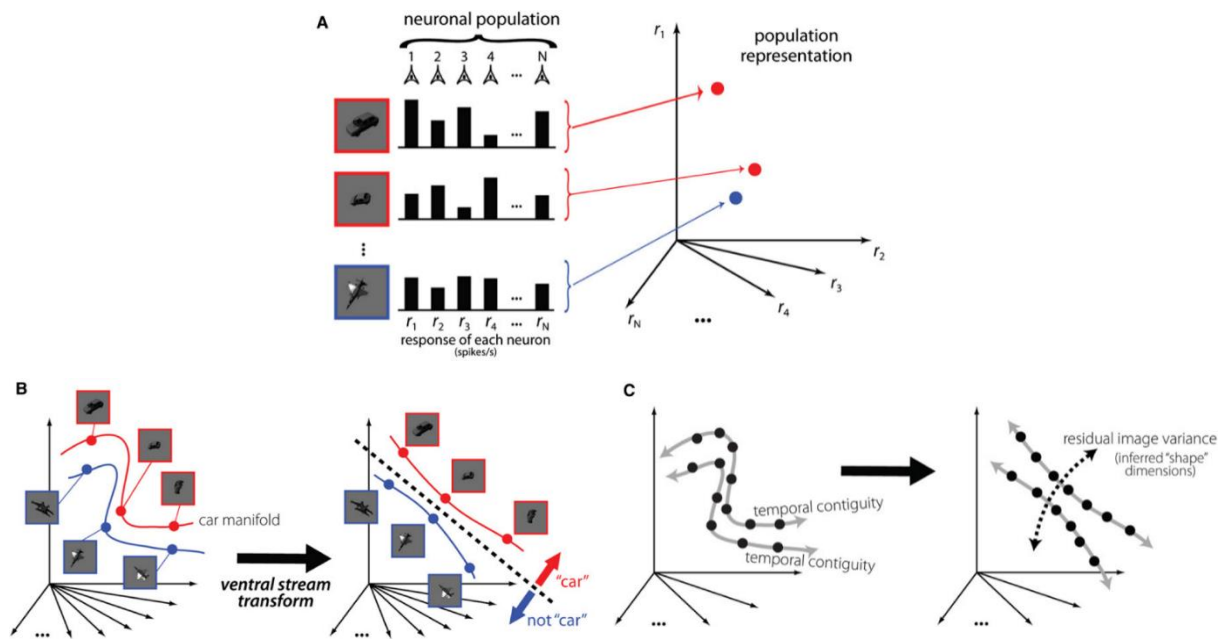 A
neuronal population
1 2 3 4 ... N
r1
population
representation
r2
r3
r4
...
rN
...
...
...
r1 r2 r3 r4 ... rN
response of each neuron
(spikes/s)
B
car manifold
...
ventral stream
transform
"car"
not "car"
...
C
temporal contiguity
temporal contiguity
...
residual image variance
(inferred "shape"
dimensions)
...